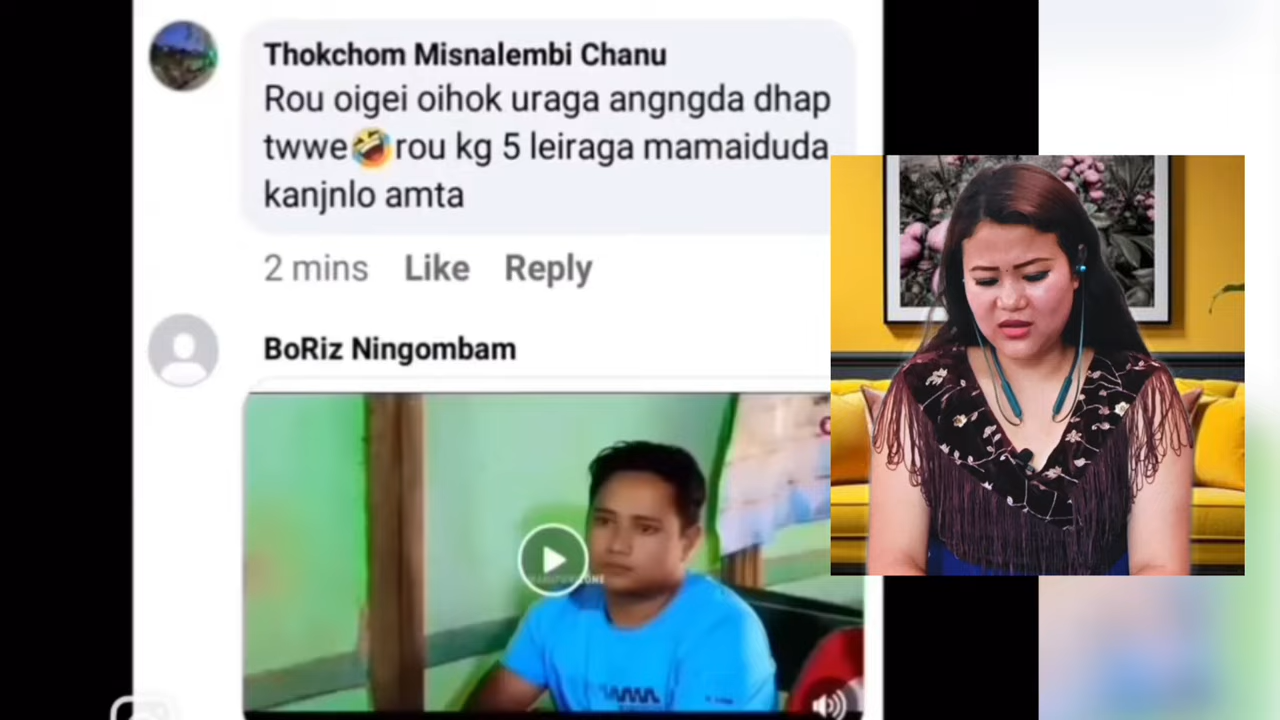 Thokchom Misnalembi Chanu
Rou oigei oihok uraga angngda dhap
twwe🤣rou kg 5 leiraga mamaiduda
kanjnlo amta
2 mins Like Reply
BoRiz Ningombam